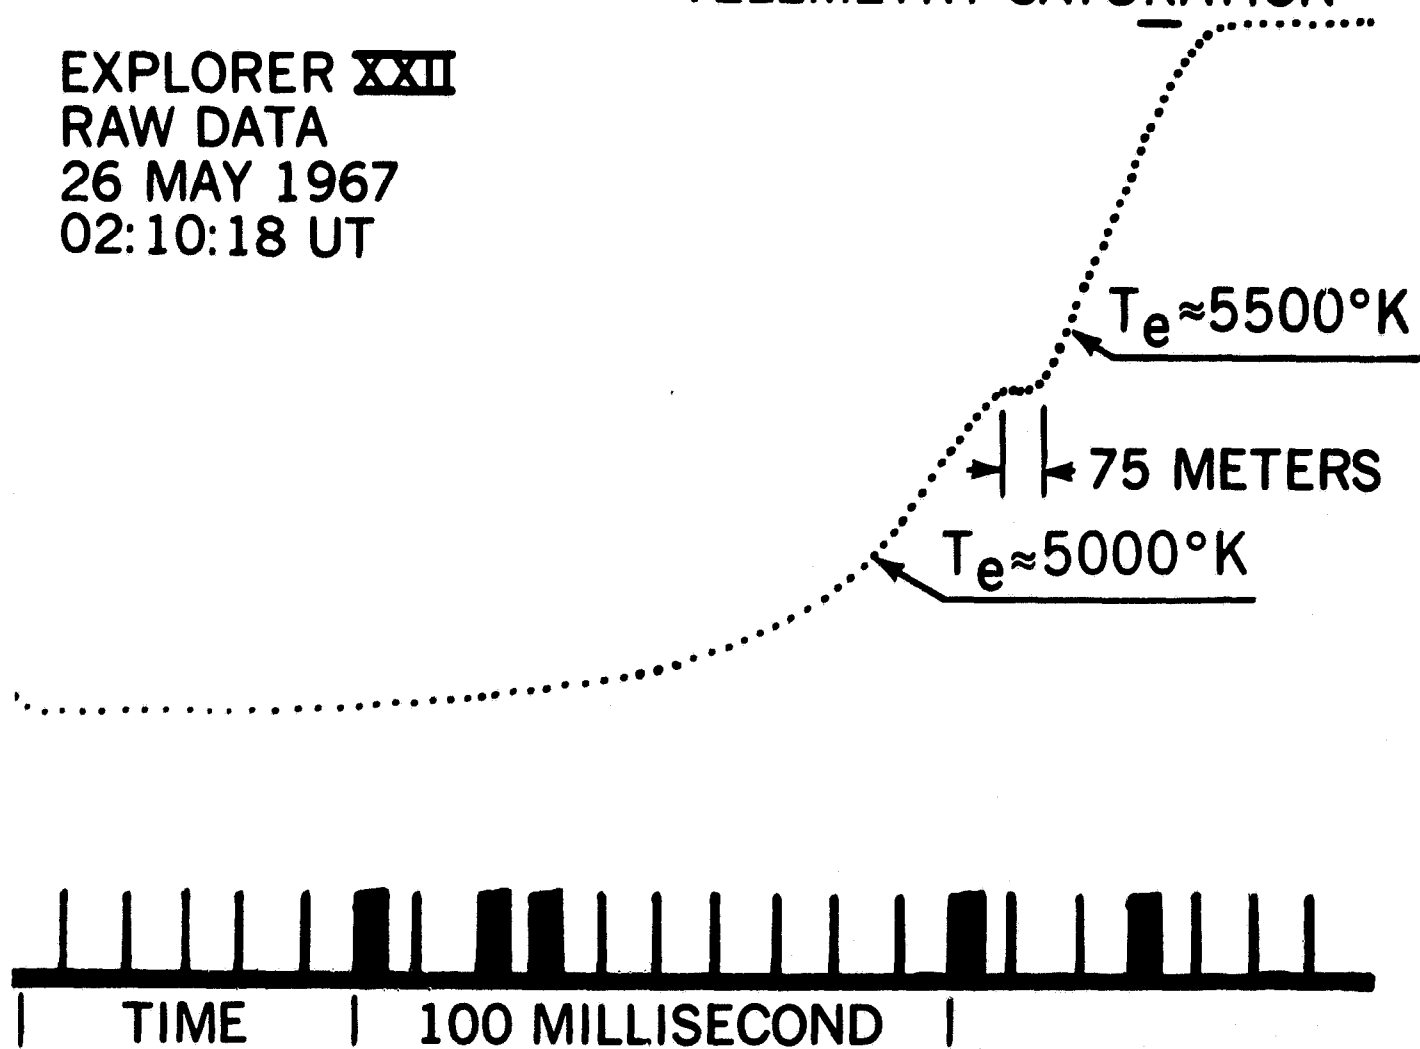 EXPLORER XXII
RAW DATA
26 MAY 1967
02:10:18 UT
Te≈5500°K
75 METERS
Te≈5000°K
TIME
100 MILLISECOND